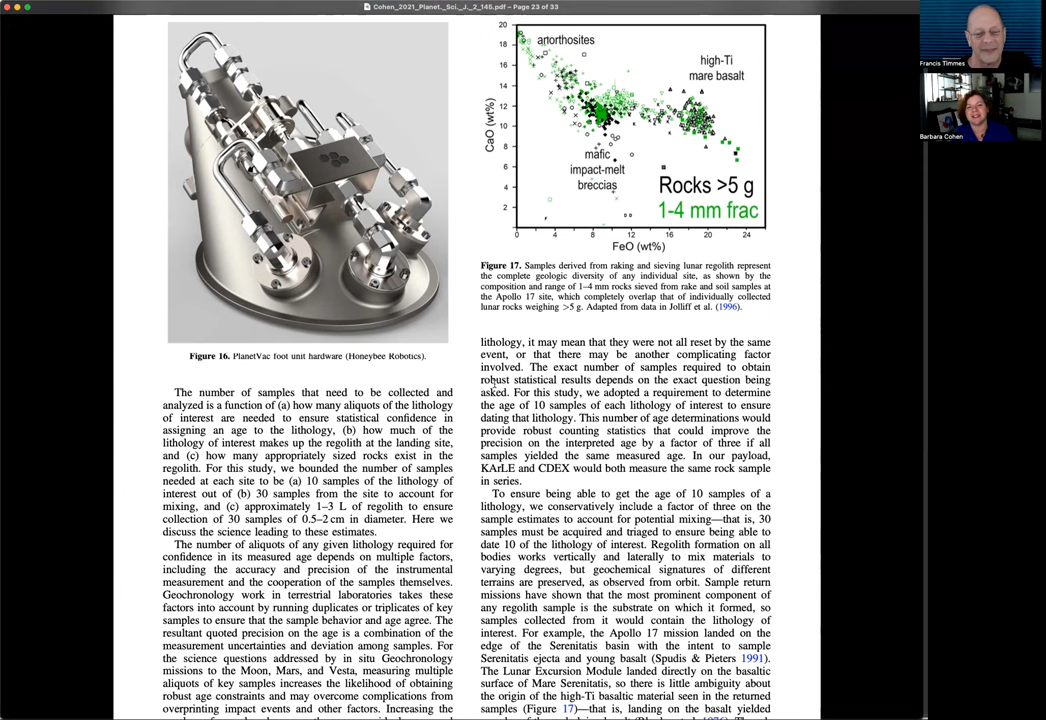 Cohen_2021_Planet._Sci._J._2_145.pdf – Page 23 of 33
Francis Timmes
Barbara Cohen
Figure 16. PlanetVac foot unit hardware (Honeybee Robotics).
The number of samples that need to be collected and
analyzed is a function of (a) how many aliquots of the lithology
of interest are needed to ensure statistical confidence in
assigning an age to the lithology, (b) how much of the
lithology of interest makes up the regolith at the landing site,
and (c) how many appropriately sized rocks exist in the
regolith. For this study, we bounded the number of samples
needed at each site to be (a) 10 samples of the lithology of
interest out of (b) 30 samples from the site to account for
mixing, and (c) approximately 1–3 L of regolith to ensure
collection of 30 samples of 0.5–2 cm in diameter. Here we
discuss the science leading to these estimates.
The number of aliquots of any given lithology required for
confidence in its measured age depends on multiple factors,
including the accuracy and precision of the instrumental
measurement and the cooperation of the samples themselves.
Geochronology work in terrestrial laboratories takes these
factors into account by running duplicates or triplicates of key
samples to ensure that the sample behavior and age agree. The
resultant quoted precision on the age is a combination of the
measurement uncertainties and deviation among samples. For
the science questions addressed by in situ Geochronology
missions to the Moon, Mars, and Vesta, measuring multiple
aliquots of key samples increases the likelihood of obtaining
robust age constraints and may overcome complications from
overprinting impact events and other factors. Increasing the
20
18
16
14
12
10
8
6
4
2
CaO (wt%)
anorthosites
high-Ti
mare basalt
mafic
impact-melt
breccias
Rocks >5 g
1-4 mm frac
0 4 8 12 16 20 24
FeO (wt%)
Figure 17. Samples derived from raking and sieving lunar regolith represent
the complete geologic diversity of any individual site, as shown by the
composition and range of 1–4 mm rocks sieved from rake and soil samples at
the Apollo 17 site, which completely overlap that of individually collected
lunar rocks weighing >5 g. Adapted from data in Jolliff et al. (1996).
lithology, it may mean that they were not all reset by the same
event, or that there may be another complicating factor
involved. The exact number of samples required to obtain
robust statistical results depends on the exact question being
asked. For this study, we adopted a requirement to determine
the age of 10 samples of each lithology of interest to ensure
dating that lithology. This number of age determinations would
provide robust counting statistics that could improve the
precision on the interpreted age by a factor of three if all
samples yielded the same measured age. In our payload,
KArLE and CDEX would both measure the same rock sample
in series.
To ensure being able to get the age of 10 samples of a
lithology, we conservatively include a factor of three on the
sample estimates to account for potential mixing—that is, 30
samples must be acquired and triaged to ensure being able to
date 10 of the lithology of interest. Regolith formation on all
bodies works vertically and laterally to mix materials to
varying degrees, but geochemical signatures of different
terrains are preserved, as observed from orbit. Sample return
missions have shown that the most prominent component of
any regolith sample is the substrate on which it formed, so
samples collected from it would contain the lithology of
interest. For example, the Apollo 17 mission landed on the
edge of the Serenitatis basin with the intent to sample
Serenitatis ejecta and young basalt (Spudis & Pieters 1991).
The Lunar Excursion Module landed directly on the basaltic
surface of Mare Serenitatis, so there is little ambiguity about
the origin of the high-Ti basaltic material seen in the returned
samples (Figure 17)—that is, landing on the basalt yielded